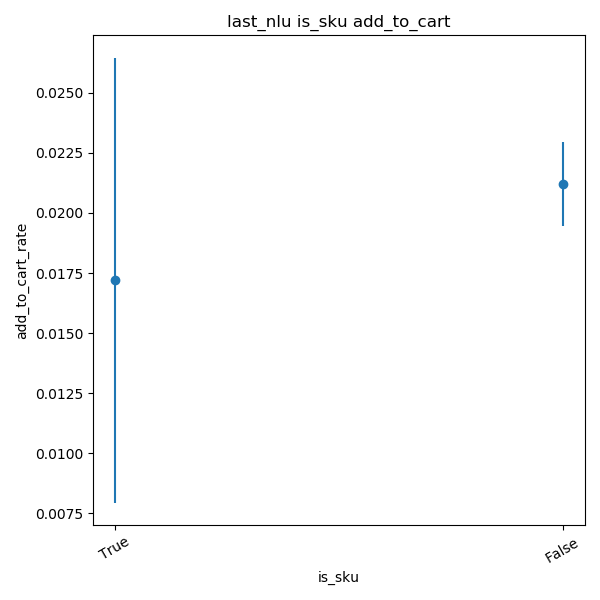 last_nlu is_sku add_to_cart
add_to_cart_rate
0.0250
0.0225
0.0200
0.0175
0.0150
0.0125
0.0100
0.0075
True
False
is_sku